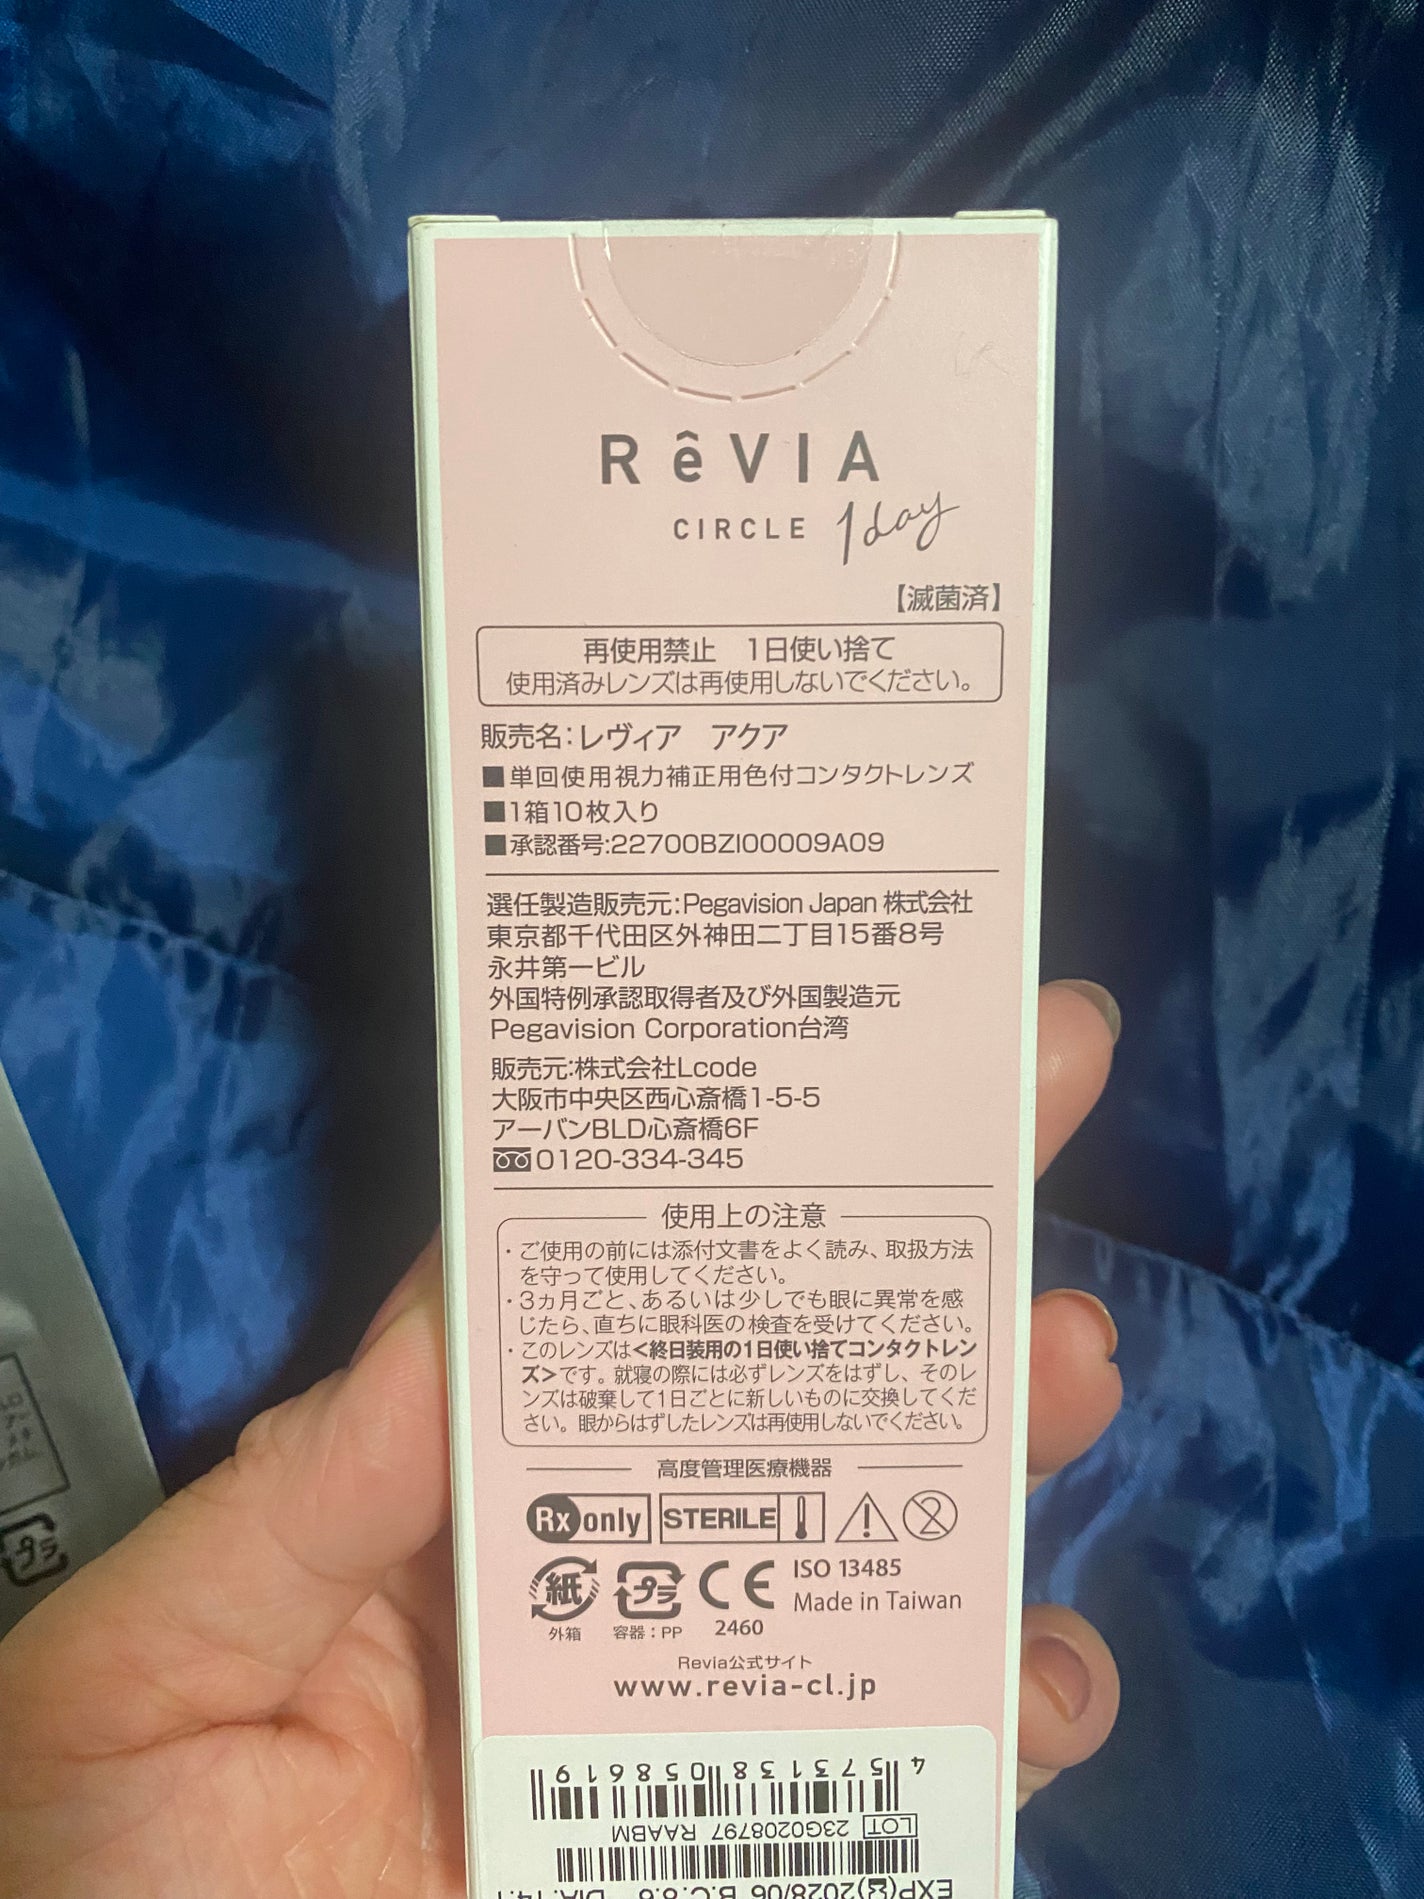 RêVIA
CIRCLE 1day
【滅菌済】
再使用禁止　1日使い捨て
使用済みレンズは再使用しないでください。
販売名：レヴィア　アクア
■単回使用視力補正用色付コンタクトレンズ
■1箱10枚入り
■承認番号:22700BZI00009A09
選任製造販売元：Pegavision Japan 株式会社
東京都千代田区外神田二丁目15番8号
永井第一ビル
外国特例承認取得者及び外国製造元
Pegavision Corporation台湾
販売元：株式会社Lcode
大阪市中央区西心斎橋1-5-5
アーバンBLD心斎橋6F
0120-334-345
使用上の注意
・ご使用の前には添付文書をよく読み、取扱方法
を守って使用してください。
・3ヵ月ごと、あるいは少しでも眼に異常を感
じたら、直ちに眼科医の検査を受けてください。
・このレンズは<終日装用の1日使い捨てコンタクトレン
ズ>です。就寝の際には必ずレンズをはずし、そのレ
ンズは破棄して1日ごとに新しいものに交換してくだ
さい。眼からはずしたレンズは再使用しないでください。
高度管理医療機器
Rx only STERILE 2
紙 プラ CE ISO 13485
Made in Taiwan
外箱 容器：PP 2460
Revia公式サイト
www.revia-cl.jp
4 573138 058619
LOT 23G0208797 RAABM
EXP 2028/06 B.C.:8.6 DIA.:14.1
プラ